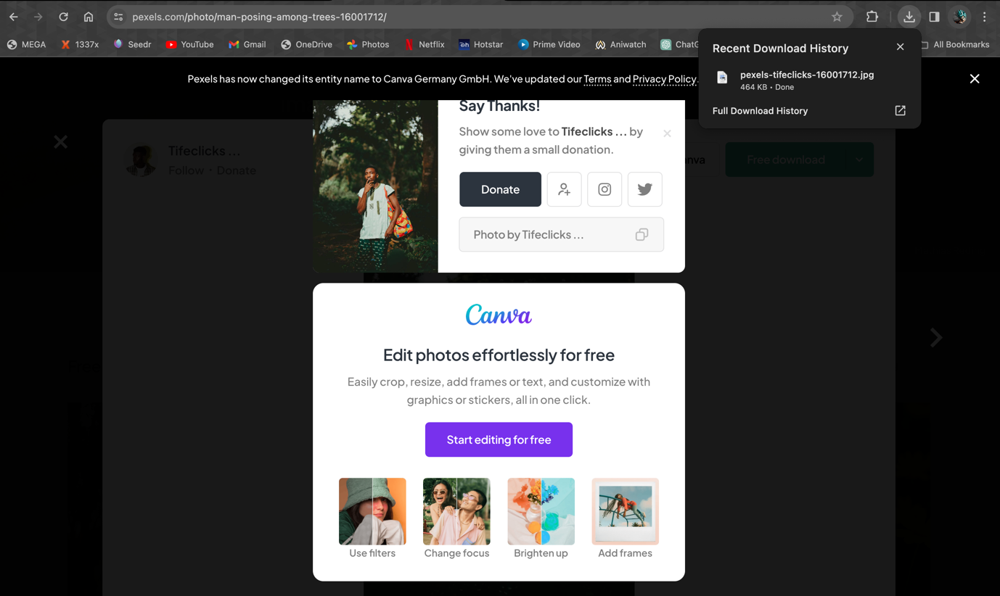 pexels.com/photo/man-posing-among-trees-16001712/
MEGA
1337x
Seedr
YouTube
Gmail
OneDrive
Photos
Netflix
Hotstar
Prime Video
Aniwatch
ChatG
All Bookmarks
Recent Download History
pexels-tifeclicks-16001712.jpg
464 KB • Done
Full Download History
Pexels has now changed its entity name to Canva Germany GmbH. We've updated our Terms and Privacy Policy.
Tifeclicks ...
Follow · Donate
nva
Free download
Say Thanks!
Show some love to Tifeclicks ... by
giving them a small donation.
Donate
Photo by Tifeclicks ...
Canva
Edit photos effortlessly for free
Easily crop, resize, add frames or text, and customize with
graphics or stickers, all in one click.
Start editing for free
Use filters
Change focus
Brighten up
Add frames